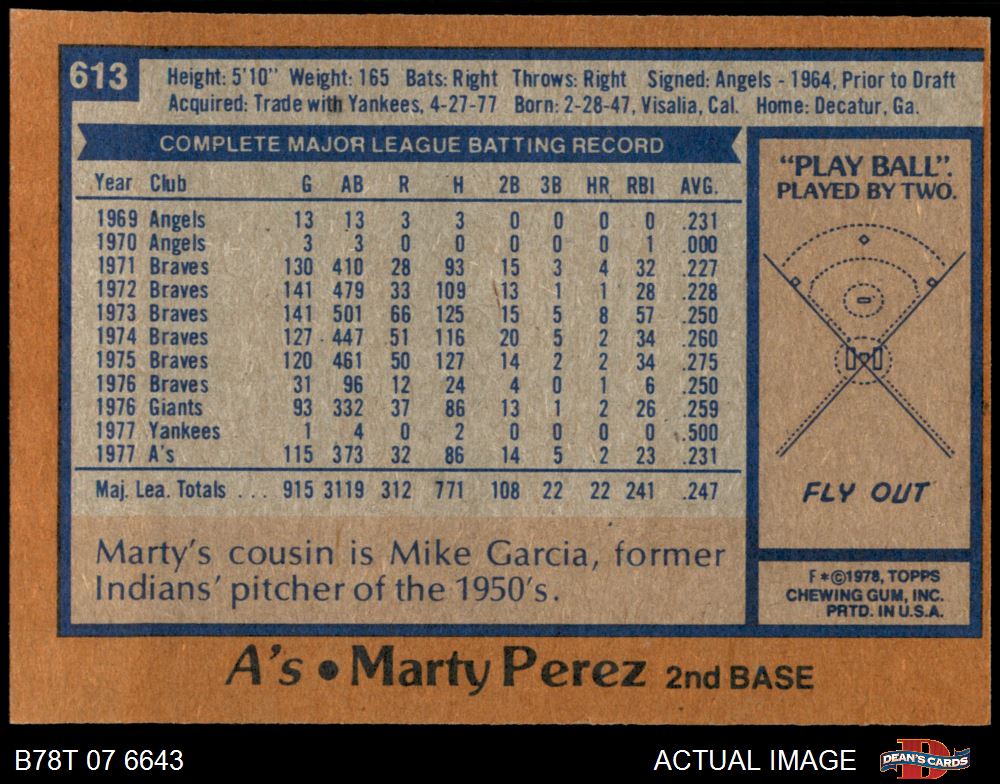 613
Height: 5'10" Weight: 165 Bats: Right Throws: Right Signed: Angels - 1964, Prior to Draft
Acquired: Trade with Yankees, 4-27-77 Born: 2-28-47, Visalia, Cal. Home: Decatur, Ga.
COMPLETE MAJOR LEAGUE BATTING RECORD
Year Club G AB R H 2B 3B HR RBI AVG.
1969 Angels 13 13 3 3 0 0 0 0 .231
1970 Angels 3 3 0 0 0 0 0 1 .000
1971 Braves 130 410 28 93 15 3 4 32 .227
1972 Braves 141 479 33 109 13 1 1 28 .228
1973 Braves 141 501 66 125 15 5 8 57 .250
1974 Braves 127 447 51 116 20 5 2 34 .260
1975 Braves 120 461 50 127 14 2 2 34 .275
1976 Braves 31 96 12 24 4 0 1 6 .250
1976 Giants 93 332 37 86 13 1 2 26 .259
1977 Yankees 1 4 0 2 0 0 0 0 .500
1977 A's 115 373 32 86 14 5 2 23 .231
Maj. Lea. Totals . . . 915 3119 312 771 108 22 22 241 .247
Marty's cousin is Mike Garcia, former
Indians' pitcher of the 1950's.
"PLAY BALL".
PLAYED BY TWO.
FLY OUT
F*©1978, TOPPS
CHEWING GUM, INC.
PRTD. IN U.S.A.
A's • Marty Perez 2nd BASE
B78T 07 6643
ACTUAL IMAGE
DEAN'S CARDS